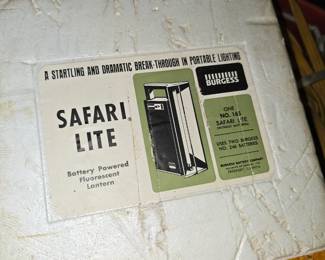 A STARTLING AND DRAMATIC BREAK-THROUGH IN PORTABLE LIGHTING
SAFARI
LITE
Battery Powered
Fluorescent
Lantern
BURGESS
ONE
NO. 165
SAFARI LITE
USES TWO BURGESS
NO. 246 BATTERIES
BURGESS BATTERY COMPANY